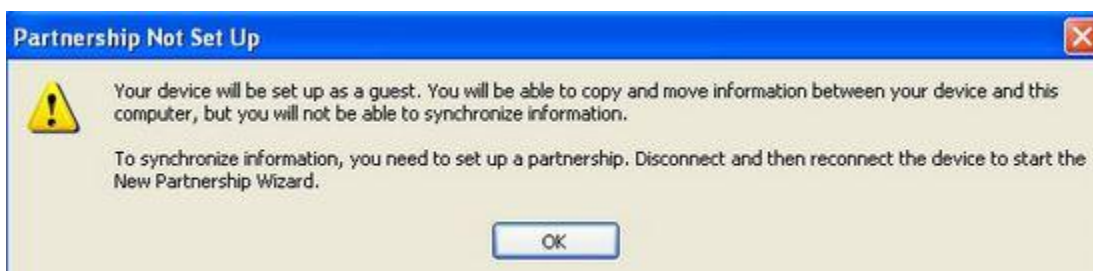 Partnership Not Set Up
Your device will be set up as a guest. You will be able to copy and move information between your device and this
computer, but you will not be able to synchronize information.
To synchronize information, you need to set up a partnership. Disconnect and then reconnect the device to start the
New Partnership Wizard.
OK